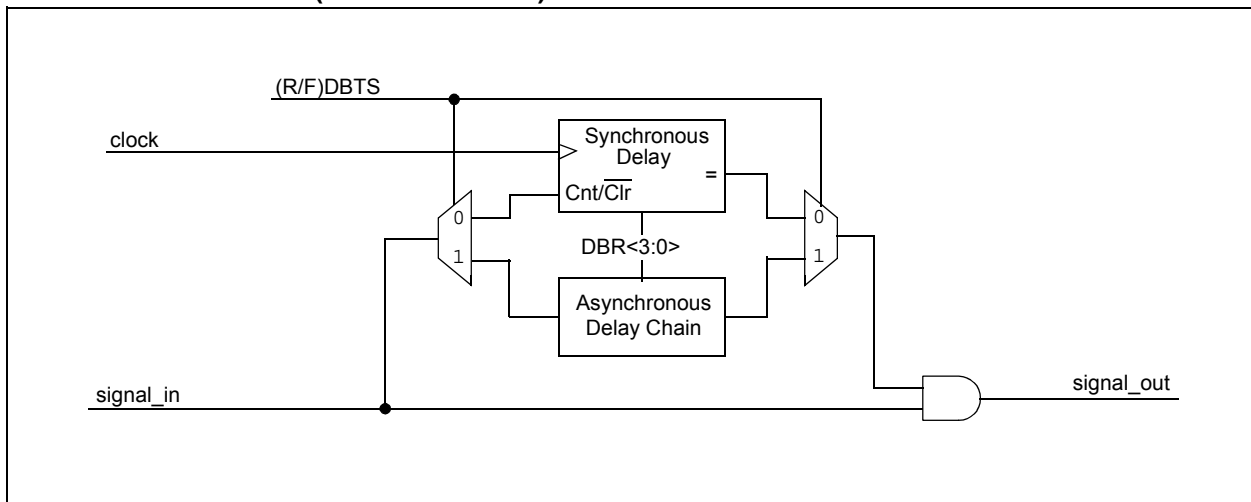 (R/F)DBTS
clock
Synchronous
Delay
=
Cnt/Clr
0
0
DBR<3:0>
1
1
Asynchronous
Delay Chain
signal_in
signal_out